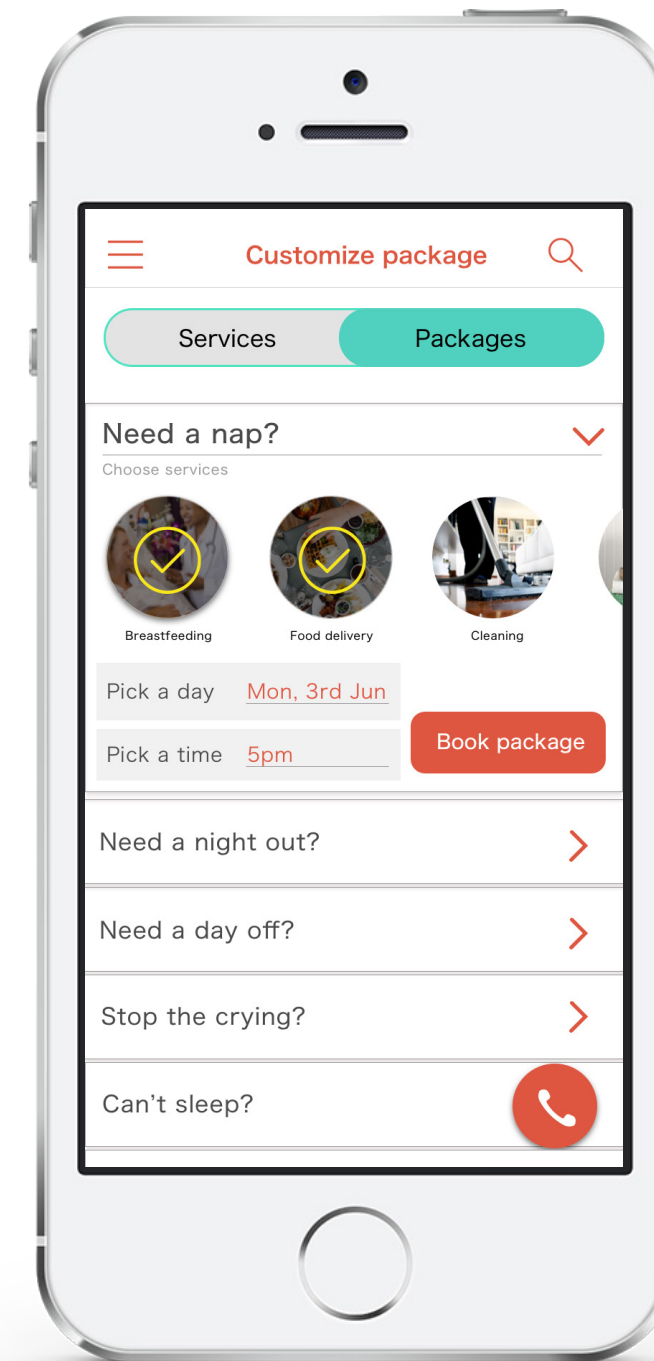 Customize package
Services Packages
Need a nap?
Choose services
Breastfeeding Food delivery Cleaning
Pick a day Mon, 3rd Jun
Book package
Pick a time 5pm
Need a night out?
Need a day off?
Stop the crying?
Can't sleep?